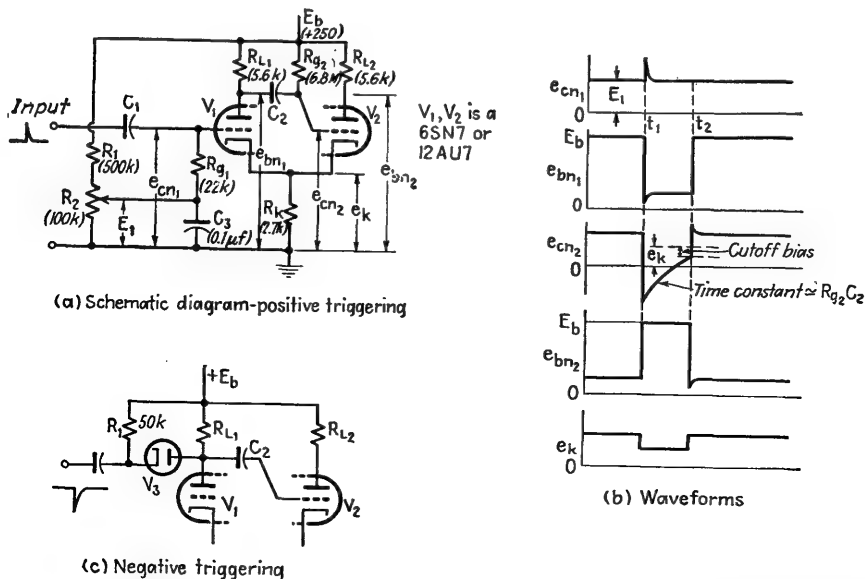 E_b
(+250)
R_L1
(5.6k)
R_g2
(6.8M)
R_L2
(5.6k)
V_1
C_2
V_2
V_1, V_2 is a
6SN7 or
12AU7
Input
C_1
R_1
(500k)
R_2
(100k)
E_1
e_cn1
R_g1
(22k)
C_3
(0.1μf)
e_bn1
R_k
(2.7k)
e_cn2
e_k
e_bn2
(a) Schematic diagram-positive triggering
+E_b
R_1
50k
R_L1
C_2
R_L2
V_3
V_1
V_2
(c) Negative triggering
e_cn1
E_1
0
t_1
t_2
E_b
e_bn1
0
e_cn2
e_k
Cutoff bias
0
Time constant ≃ R_g2 C_2
E_b
e_bn2
0
e_k
0
(b) Waveforms